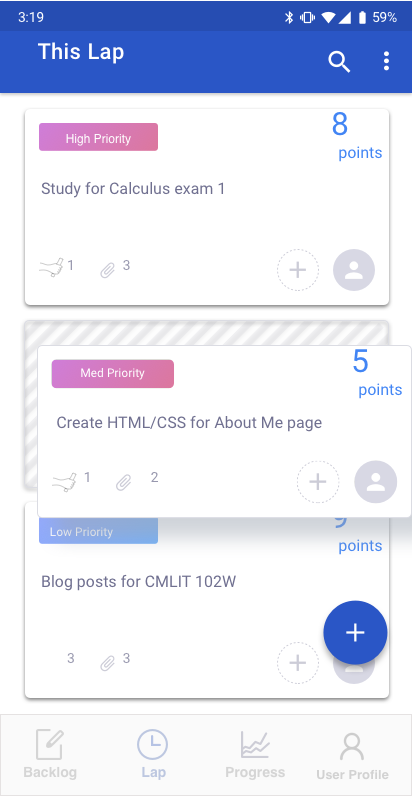 3:19
59%
This Lap
High Priority
8
points
Study for Calculus exam 1
1
3
Med Priority
5
points
Create HTML/CSS for About Me page
1
2
Low Priority
points
Blog posts for CMLIT 102W
3
3
Backlog
Lap
Progress
User Profile